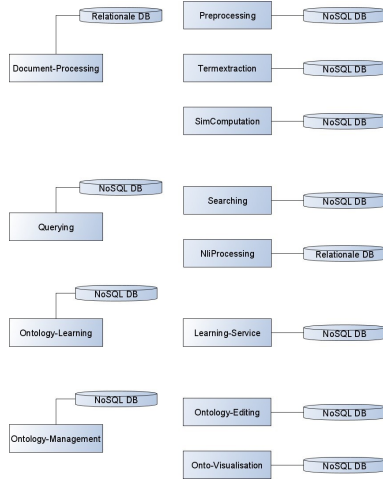 Relationale DB
Document-Processing
Preprocessing
NoSQL DB
Termextraction
NoSQL DB
SimComputation
NoSQL DB
NoSQL DB
Querying
Searching
NoSQL DB
NliProcessing
Relationale DB
NoSQL DB
Ontology-Learning
Learning-Service
NoSQL DB
NoSQL DB
Ontology-Management
Ontology-Editing
NoSQL DB
Onto-Visualisation
NoSQL DB